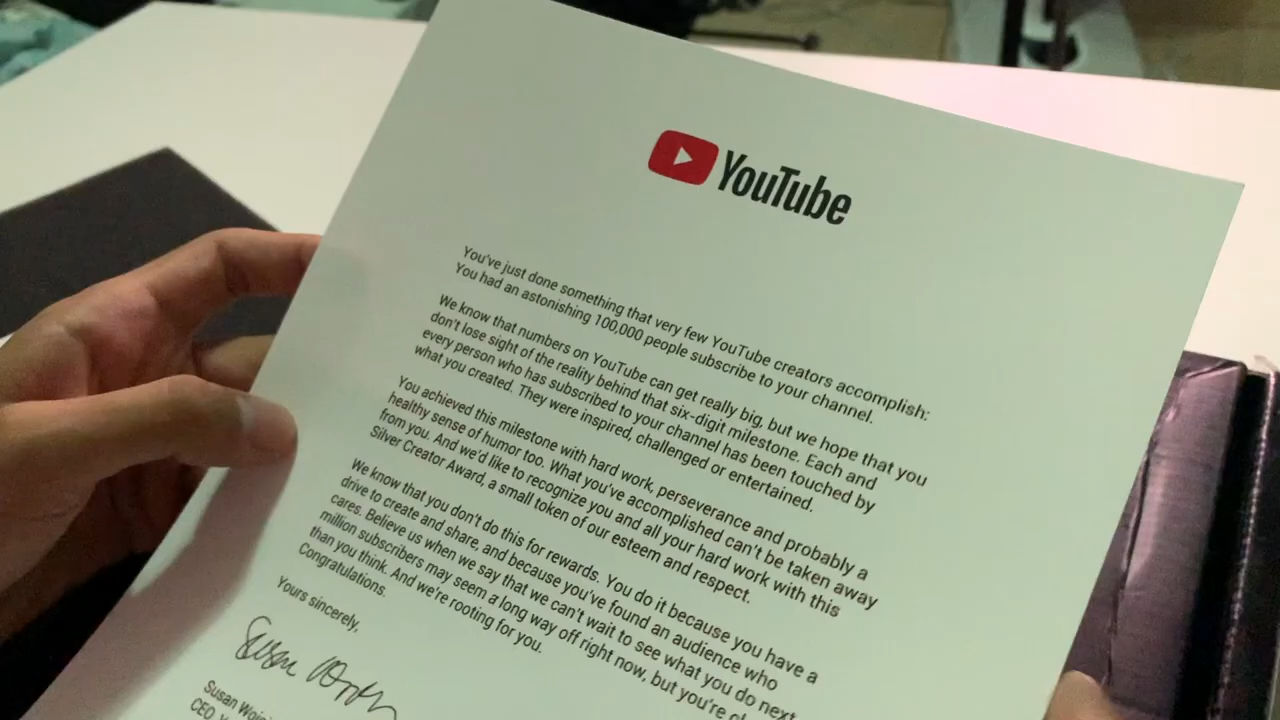 YouTube
You've just done something that very few YouTube creators accomplish:
You had an astonishing 100,000 people subscribe to your channel.
We know that numbers on YouTube can get really big, but we hope that you
don't lose sight of the reality behind that six-digit milestone. Each and
every person who has subscribed to your channel has been touched by
what you created. They were inspired, challenged or entertained.
You achieved this milestone with hard work, perseverance and probably a
healthy sense of humor too. What you've accomplished can't be taken away
from you. And we'd like to recognize you and all your hard work with this
Silver Creator Award, a small token of our esteem and respect.
We know that you don't do this for rewards. You do it because you have a
drive to create and share, and because you've found an audience who
cares. Believe us when we say that we can't wait to see what you do next
million subscribers may seem a long way off right now, but you're
than you think. And we're rooting for you.
Congratulations.
Yours sincerely,
Susan
Susan
CEO,